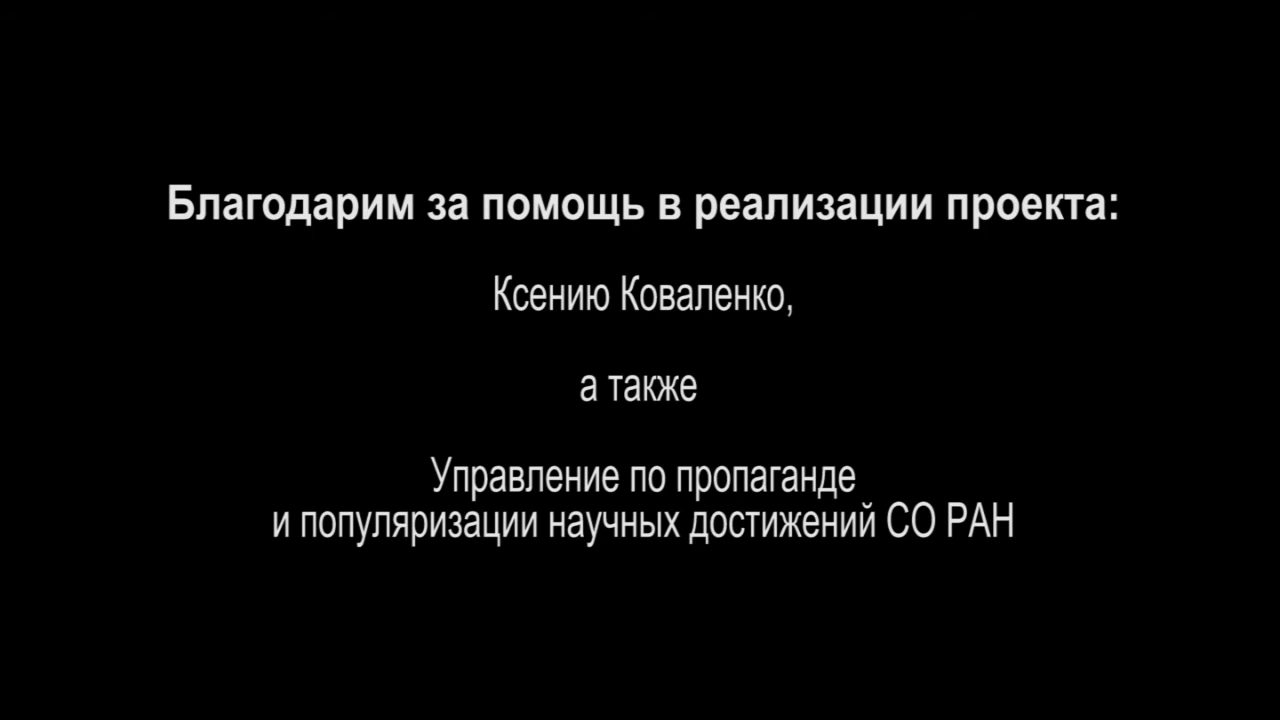 Благодарим за помощь в реализации проекта:
Ксению Коваленко,
а также
Управление по пропаганде
и популяризации научных достижений СО РАН